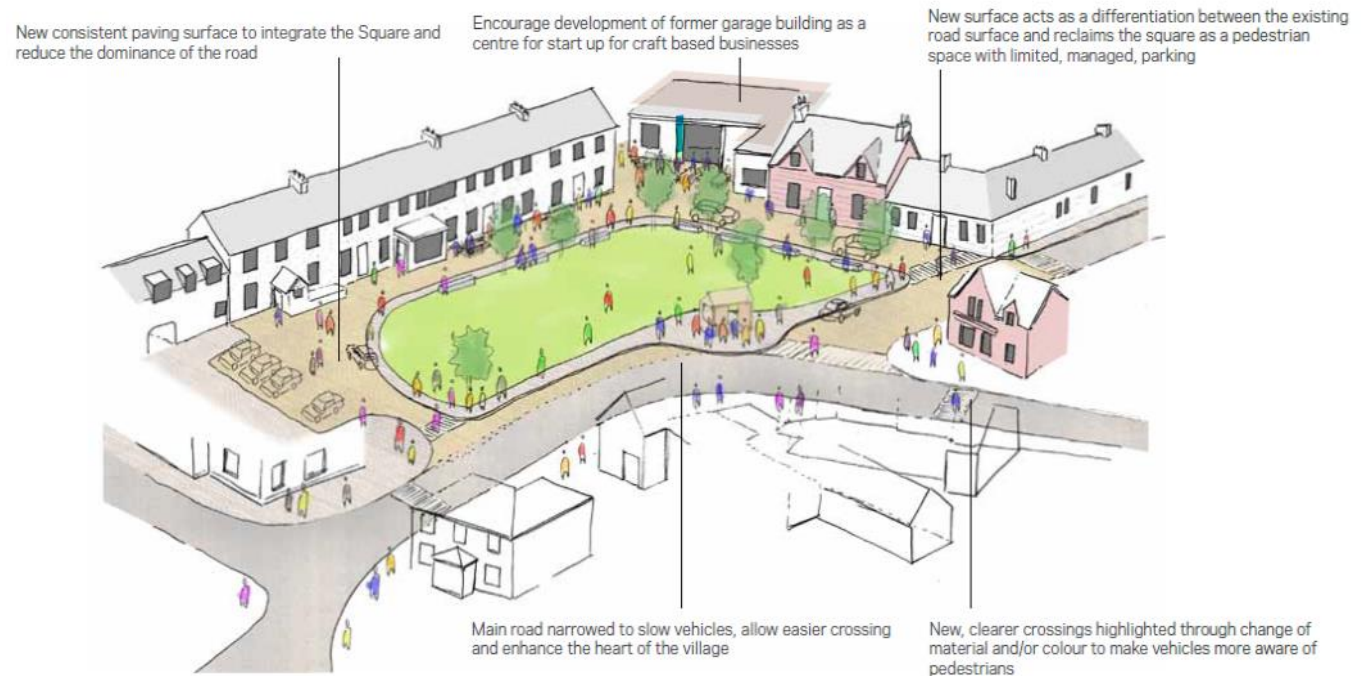 New consistent paving surface to integrate the Square and
reduce the dominance of the road
Encourage development of former garage building as a
centre for start up for craft based businesses
New surface acts as a differentiation between the existing
road surface and reclaims the square as a pedestrian
space with limited, managed, parking
Main road narrowed to slow vehicles, allow easier crossing
and enhance the heart of the village
New, clearer crossings highlighted through change of
material and/or colour to make vehicles more aware of
pedestrians